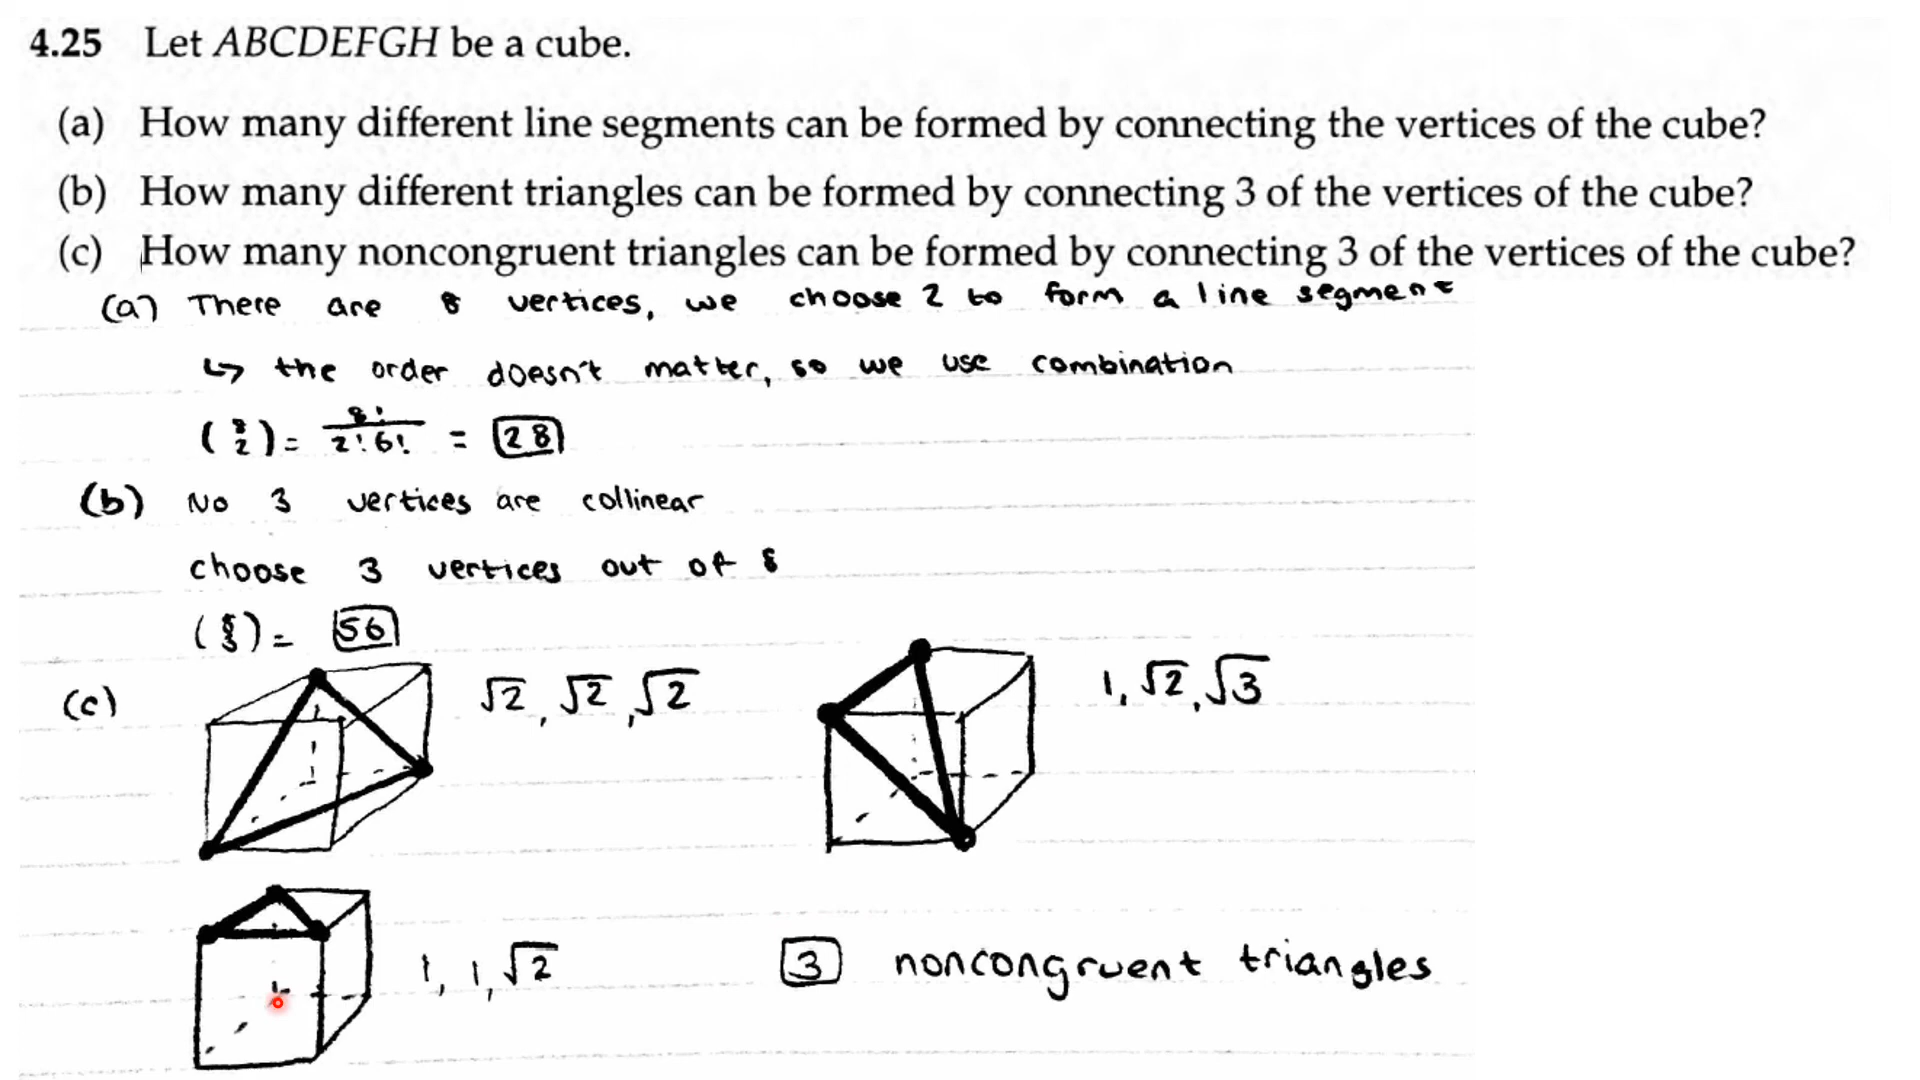 4.25 Let ABCDEFGH be a cube.
(a) How many different line segments can be formed by connecting the vertices of the cube?
(b) How many different triangles can be formed by connecting 3 of the vertices of the cube?
(c) How many noncongruent triangles can be formed by connecting 3 of the vertices of the cube?
(a) There are 8 vertices, we choose 2 to form a line segment
↳ the order doesn't matter, so we use combination
(8 2) = 8!/2!6! = 28
(b) No 3 vertices are collinear
choose 3 vertices out of 8
(8 3) = 56
(c) √2, √2, √2 1, √2, √3
1, 1, √2 3 noncongruent triangles